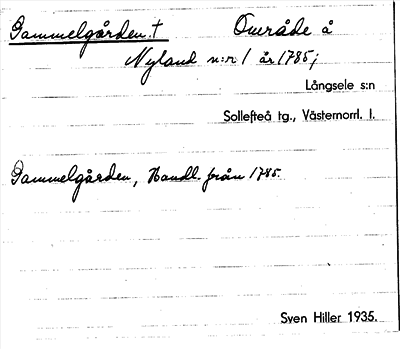 Gammelgården † Område å
Nyland n:r 1 år 1785;
Långsele s:n
Sollefteå tg., Västernorrl. l.
Gammelgården, Handl. från 1785
Sven Hiller 1935.